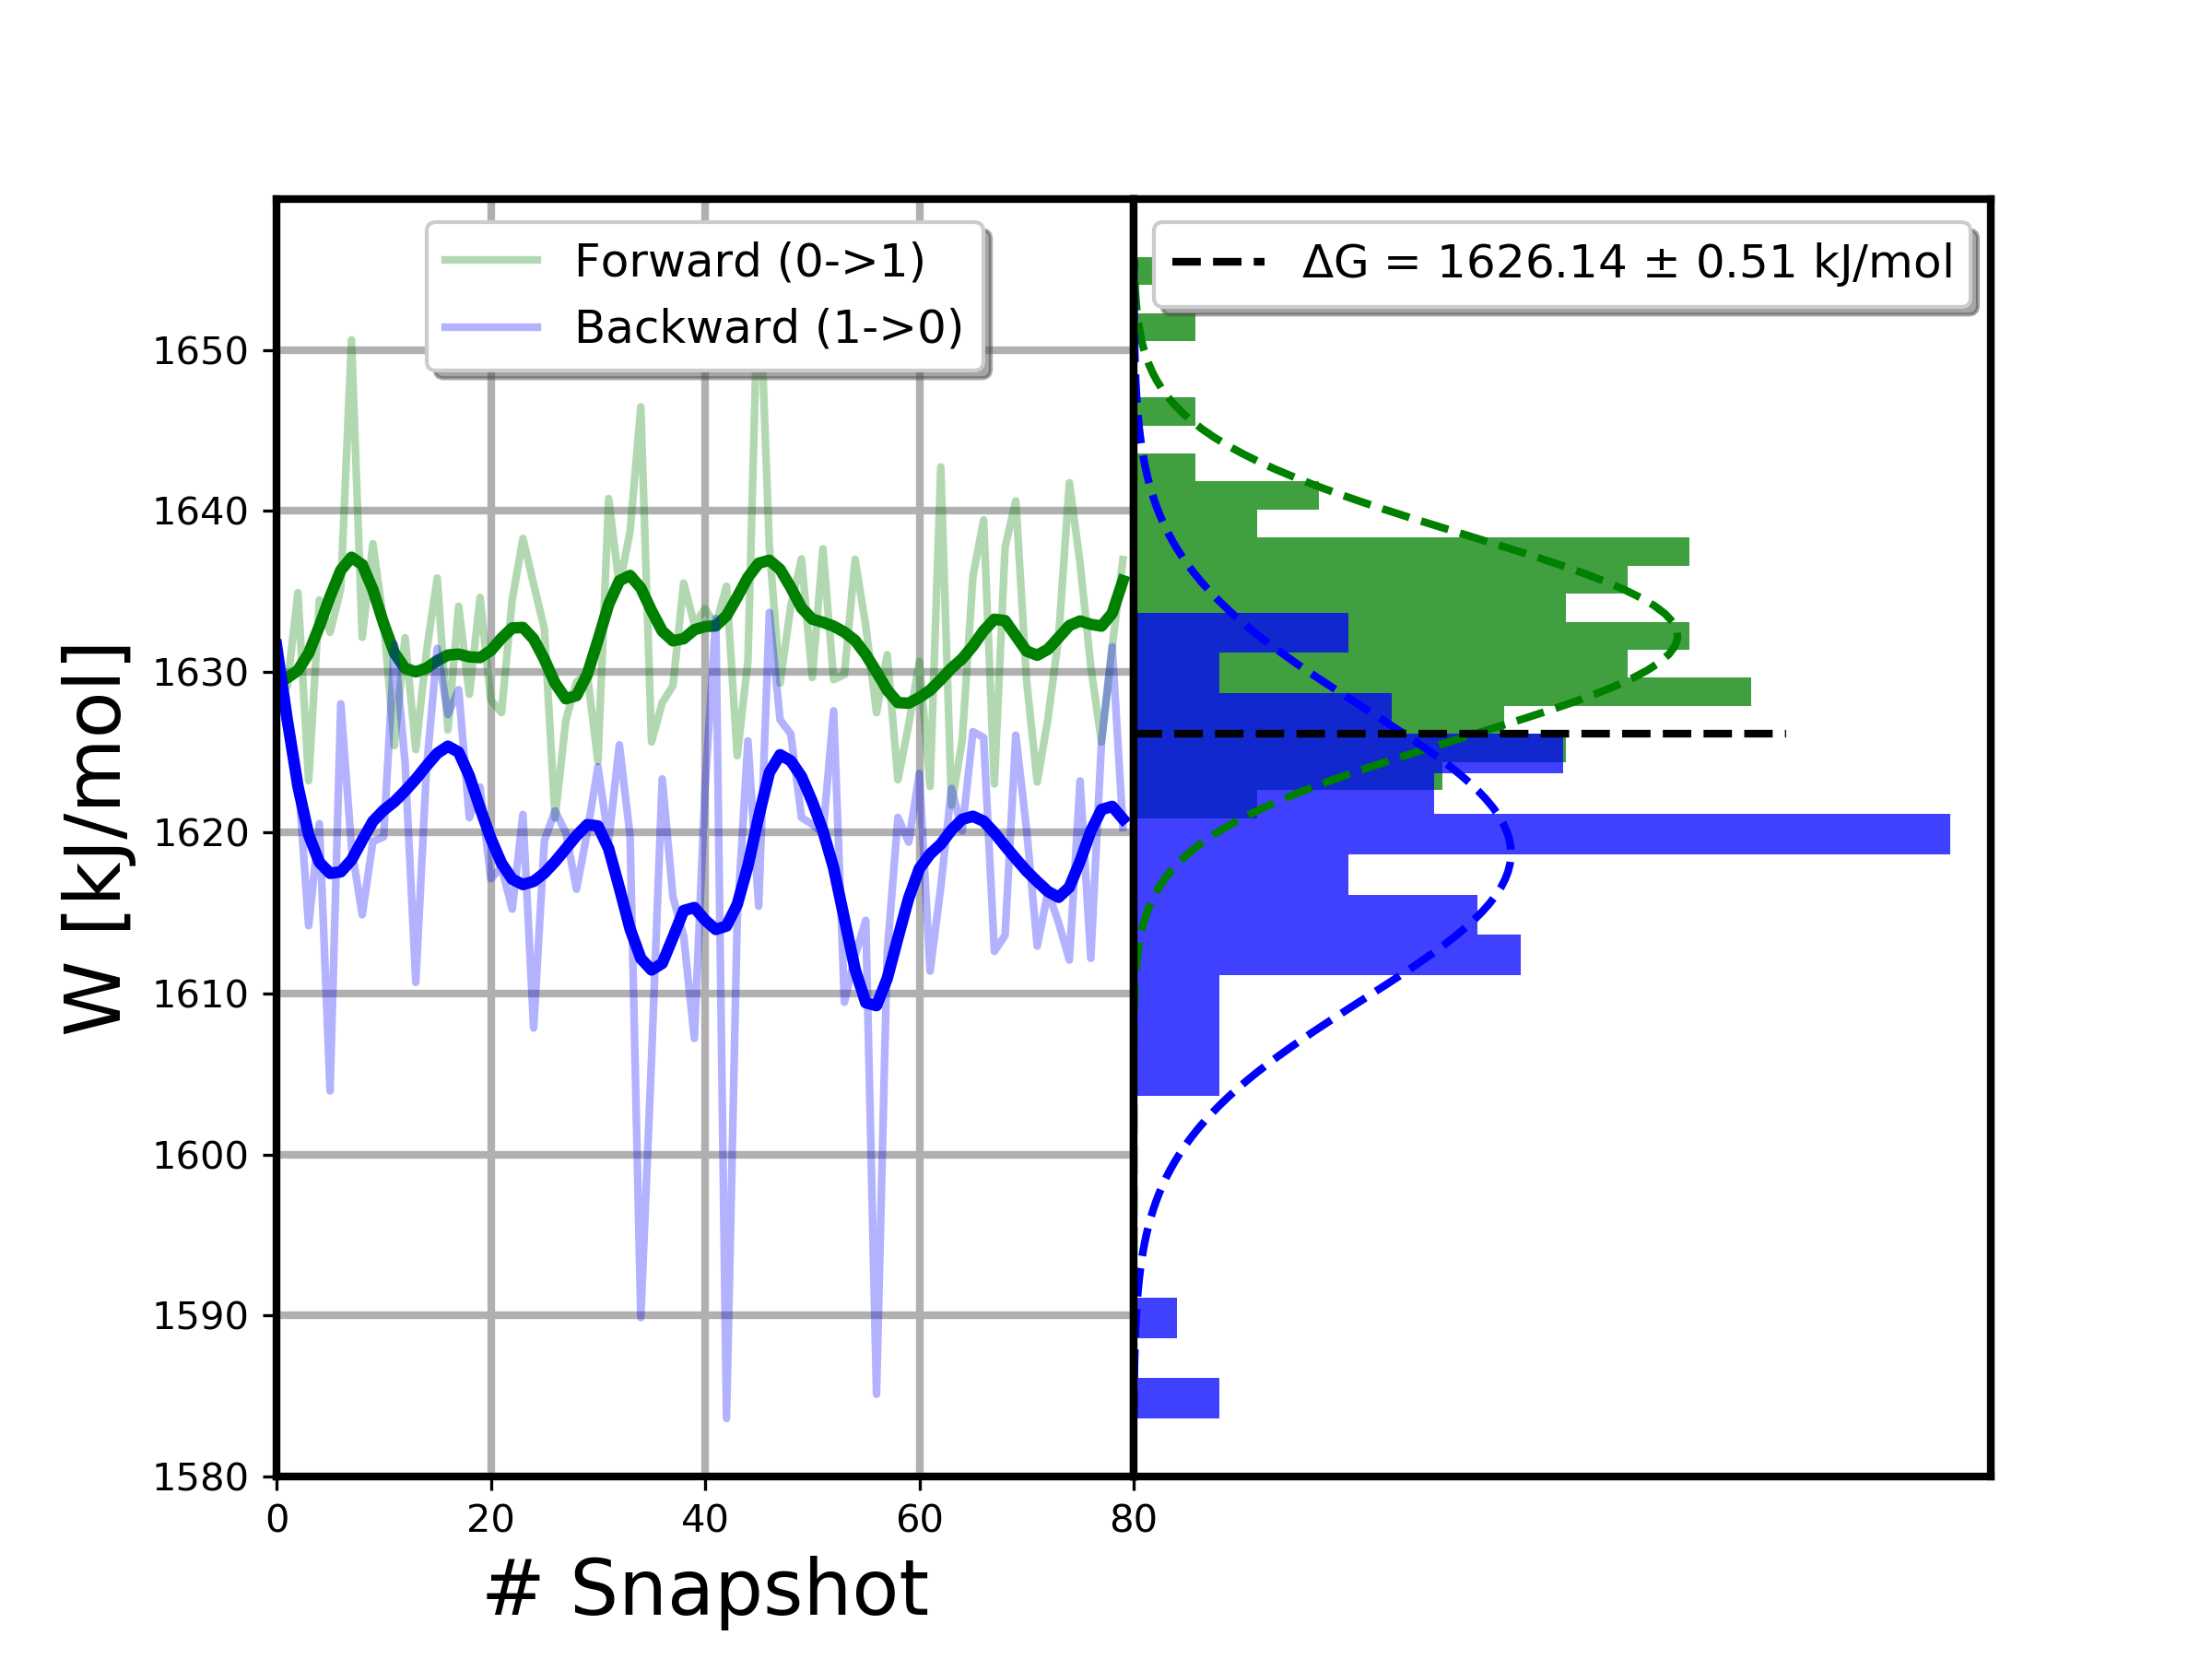 Forward (0->1)
Backward (1->0)
ΔG = 1626.14 ± 0.51 kJ/mol
W [kJ/mol]
1650
1640
1630
1620
1610
1600
1590
1580
0 20 40 60 80
# Snapshot